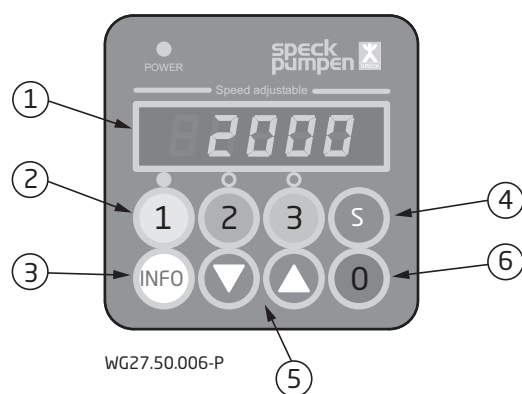 POWER
speck
pumpen
SPECK
Speed adjustable
2000
1 2 3 S
INFO 0
1
2
3
4
6
5
WG27.50.006-P